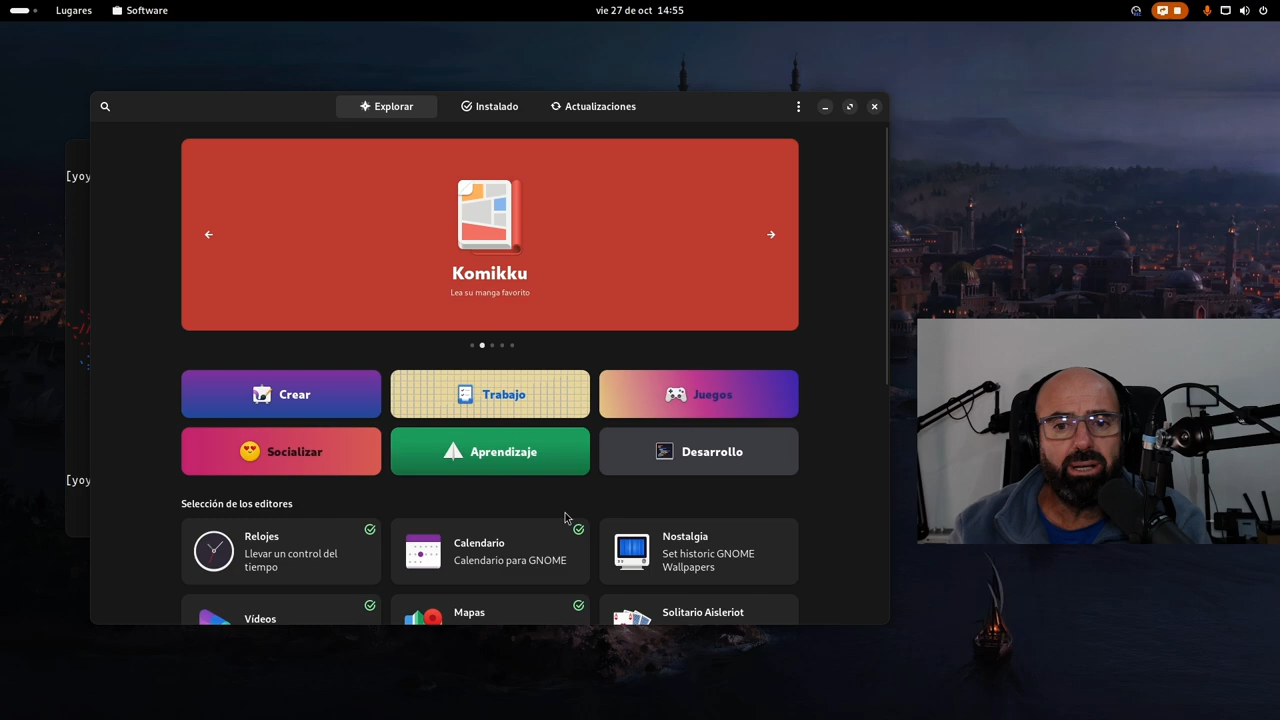 Lugares
Software
vie 27 de oct 14:55
Explorar
Instalado
Actualizaciones
[yoy
Komikku
Lea su manga favorito
Crear
Trabajo
Juegos
Socializar
Aprendizaje
Desarrollo
[yoy
Selección de los editores
Relojes
Llevar un control del
tiempo
Calendario
Calendario para GNOME
Nostalgia
Set historic GNOME
Wallpapers
Vídeos
Mapas
Solitario Aisleriot